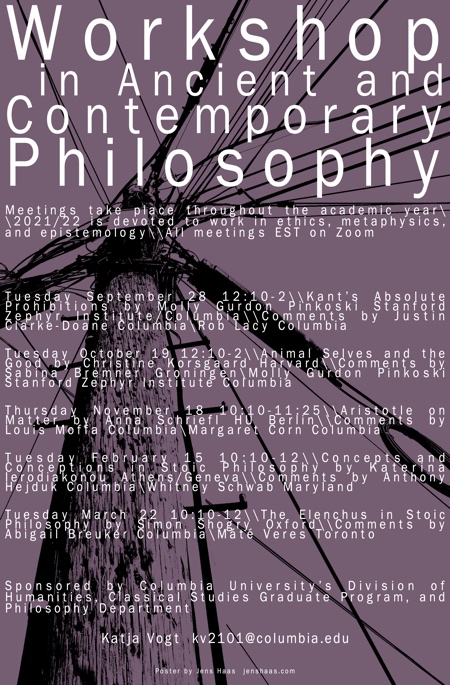 Workshop
in Ancient and
Contemporary
Philosophy
Meetings take place throughout the academic year\
\2021/22 is devoted to work in ethics, metaphysics,
and epistemology\\All meetings EST on Zoom
Tuesday September 28 12:10-2\\Kant's Absolute
Prohibitions by Molly Gurdon Pinkoski Stanford
Zephyr Institute/Columbia\\Comments by Justin
Clarke-Doane Columbia\Rob Lacy Columbia
Tuesday October 19 12:10-2\\Animal Selves and the
Good by Christine Korsgaard Harvard\\Comments by
Sabina Bremner Groningen\Molly Gurdon Pinkoski
Stanford Zephyr Institute Columbia
Thursday November 18 10:10-11:25\\Aristotle on
Matter by Anna Schriefl HU Berlin\\Comments by
Louis Moffa Columbia\Margaret Corn Columbia
Tuesday February 15 10:10-12\\Concepts and
Conceptions in Stoic Philosophy by Katerina
Ierodiakonou Athens/Geneva\\Comments by Anthony
Hejduk Columbia\Whitney Schwab Maryland
Tuesday March 22 10:10-12\\The Elenchus in Stoic
Philosophy by Simon Shogry Oxford\\Comments by
Abigail Breuker Columbia\Máté Veres Toronto
Sponsored by Columbia University's Division of
Humanities, Classical Studies Graduate Program, and
Philosophy Department
Katja Vogt kv2101@columbia.edu
Poster by Jens Haas jenshaas.com